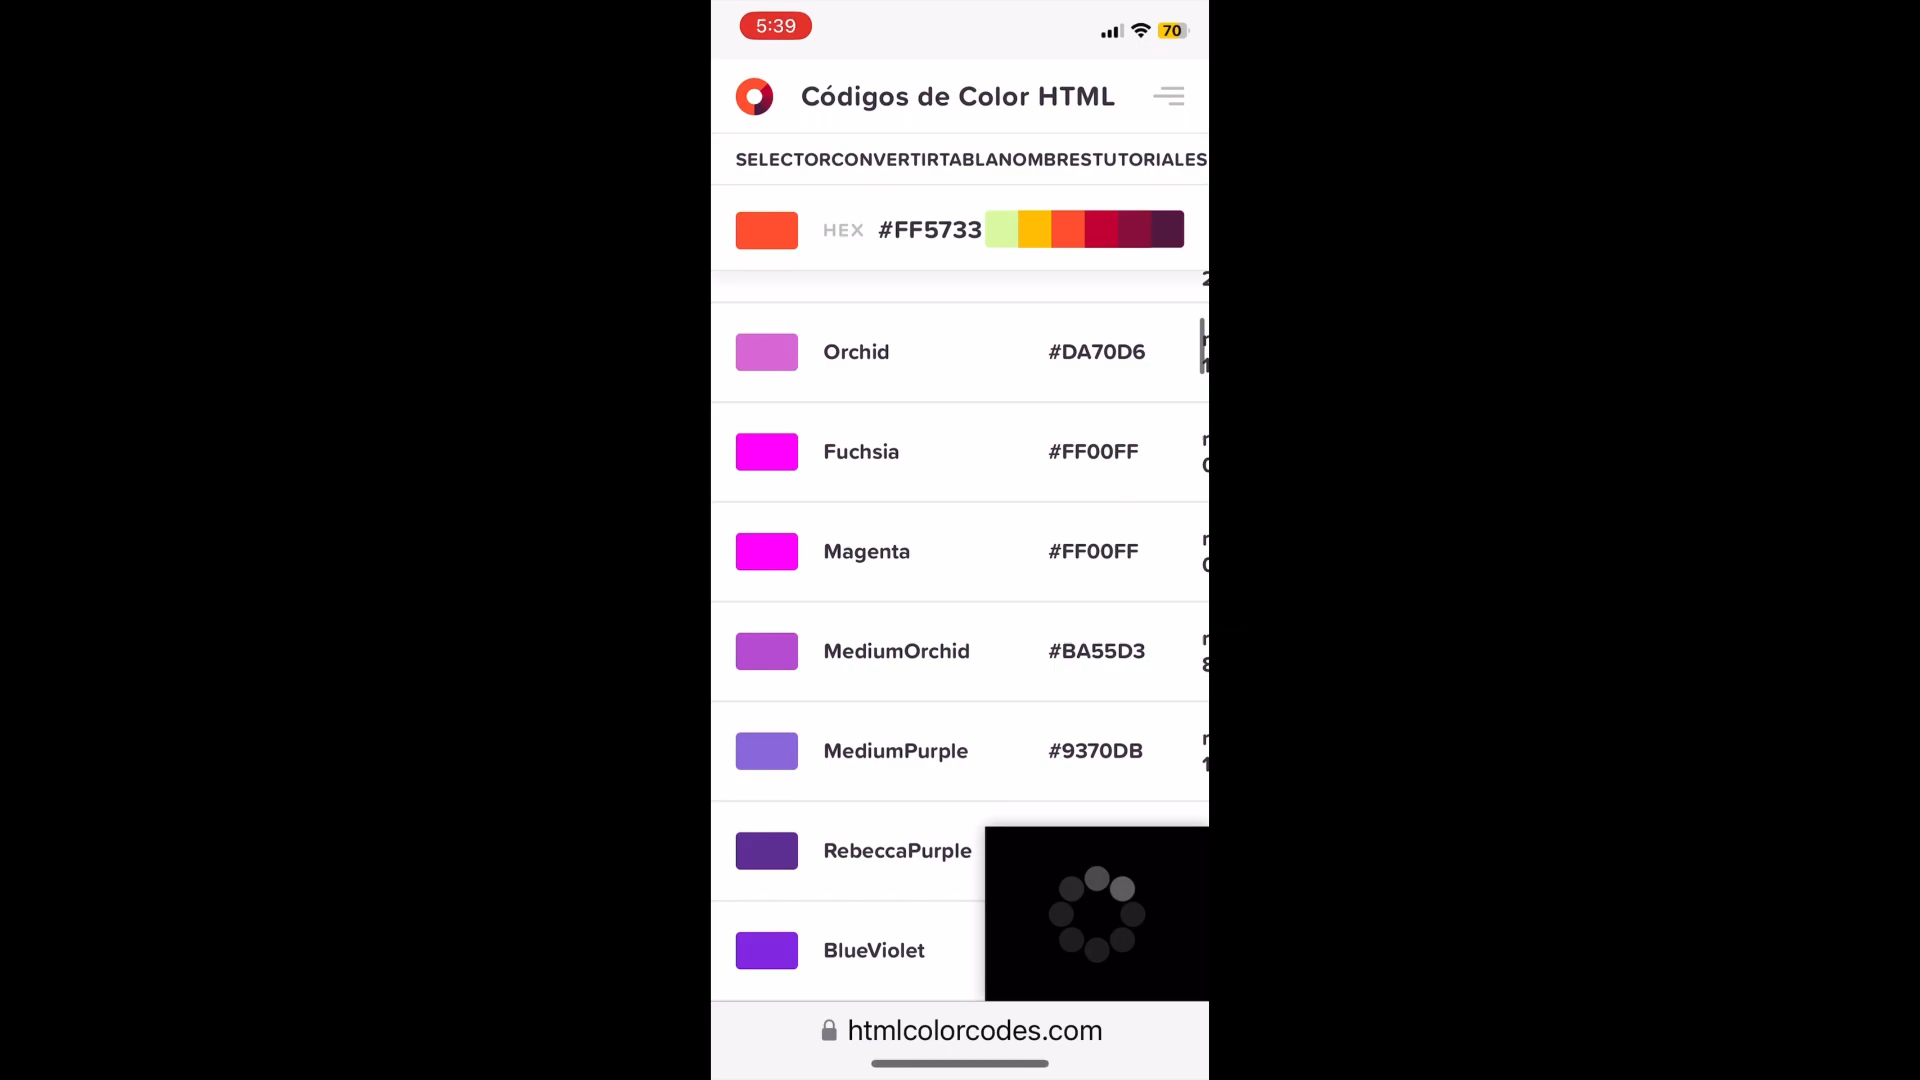 5:39
70
Códigos de Color HTML
SELECTORCONVERTIRTABLANOMBRESTUTORIALES
HEX #FF5733
Orchid #DA70D6
Fuchsia #FF00FF
Magenta #FF00FF
MediumOrchid #BA55D3
MediumPurple #9370DB
RebeccaPurple
BlueViolet
htmlcolorcodes.com